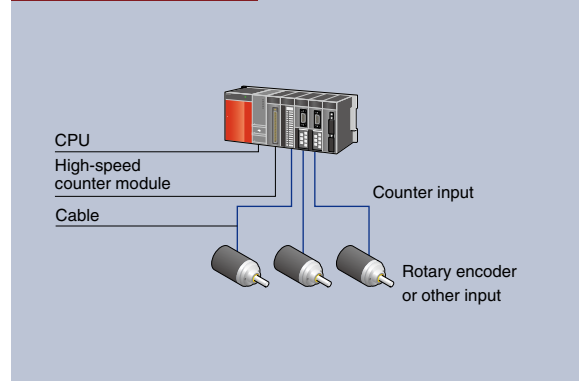 CPU
High-speed
counter module
Cable
Counter input
Rotary encoder
or other input